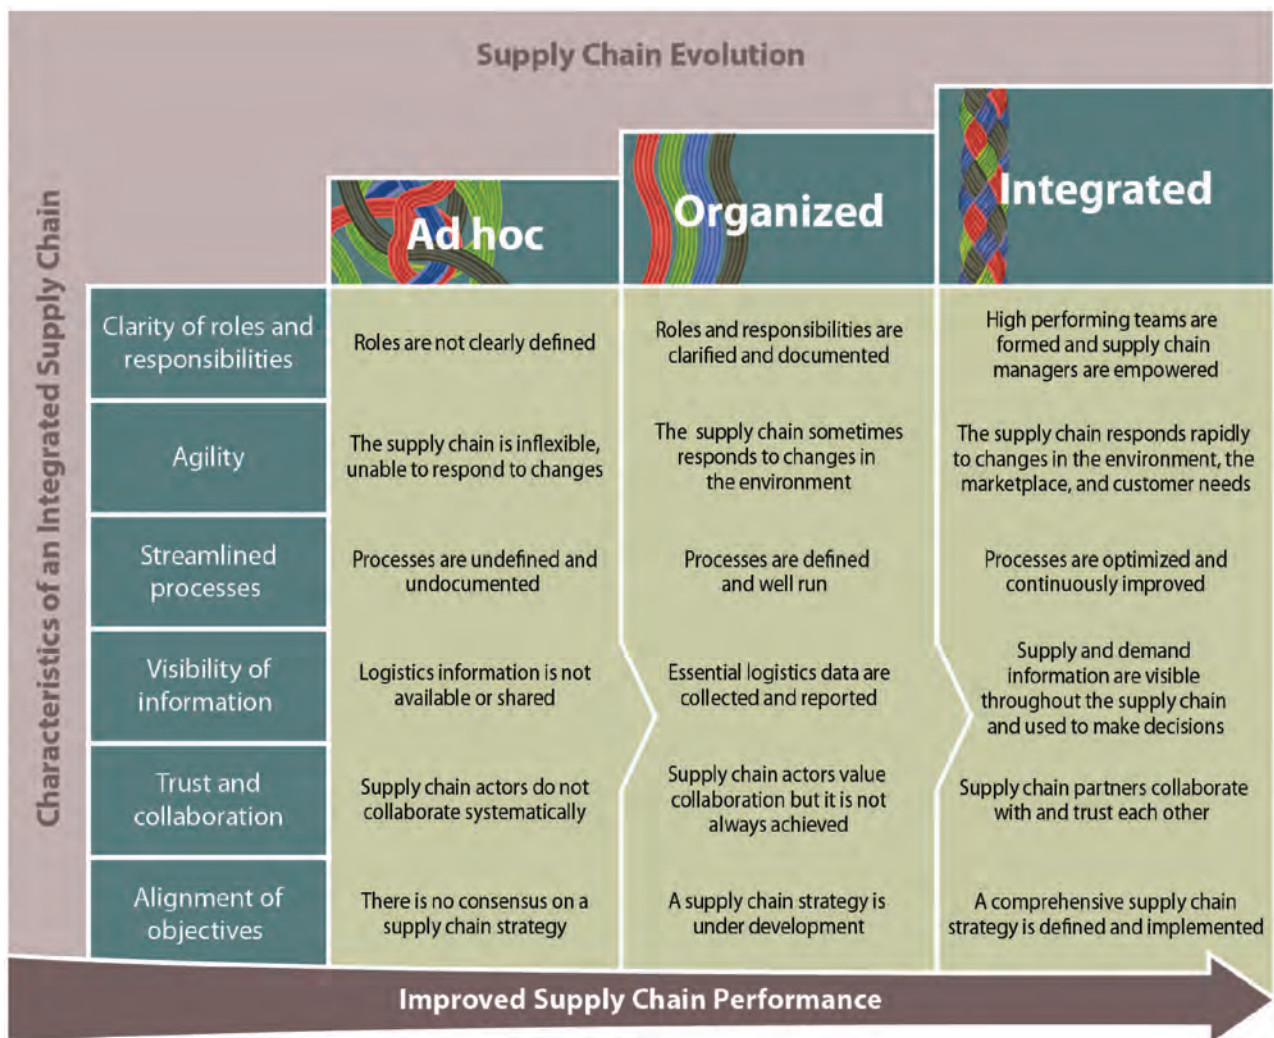 Supply Chain Evolution
Characteristics of an Integrated Supply Chain
Ad hoc
Organized
Integrated
Clarity of roles and
responsibilities
Roles are not clearly defined
Roles and responsibilities are
clarified and documented
High performing teams are
formed and supply chain
managers are empowered
Agility
The supply chain is inflexible,
unable to respond to changes
The supply chain sometimes
responds to changes in
the environment
The supply chain responds rapidly
to changes in the environment, the
marketplace, and customer needs
Streamlined
processes
Processes are undefined and
undocumented
Processes are defined
and well run
Processes are optimized and
continuously improved
Visibility of
information
Logistics information is not
available or shared
Essential logistics data are
collected and reported
Supply and demand
information are visible
throughout the supply chain
and used to make decisions
Trust and
collaboration
Supply chain actors do not
collaborate systematically
Supply chain actors value
collaboration but it is not
always achieved
Supply chain partners collaborate
with and trust each other
Alignment of
objectives
There is no consensus on a
supply chain strategy
A supply chain strategy is
under development
A comprehensive supply chain
strategy is defined and implemented
Improved Supply Chain Performance